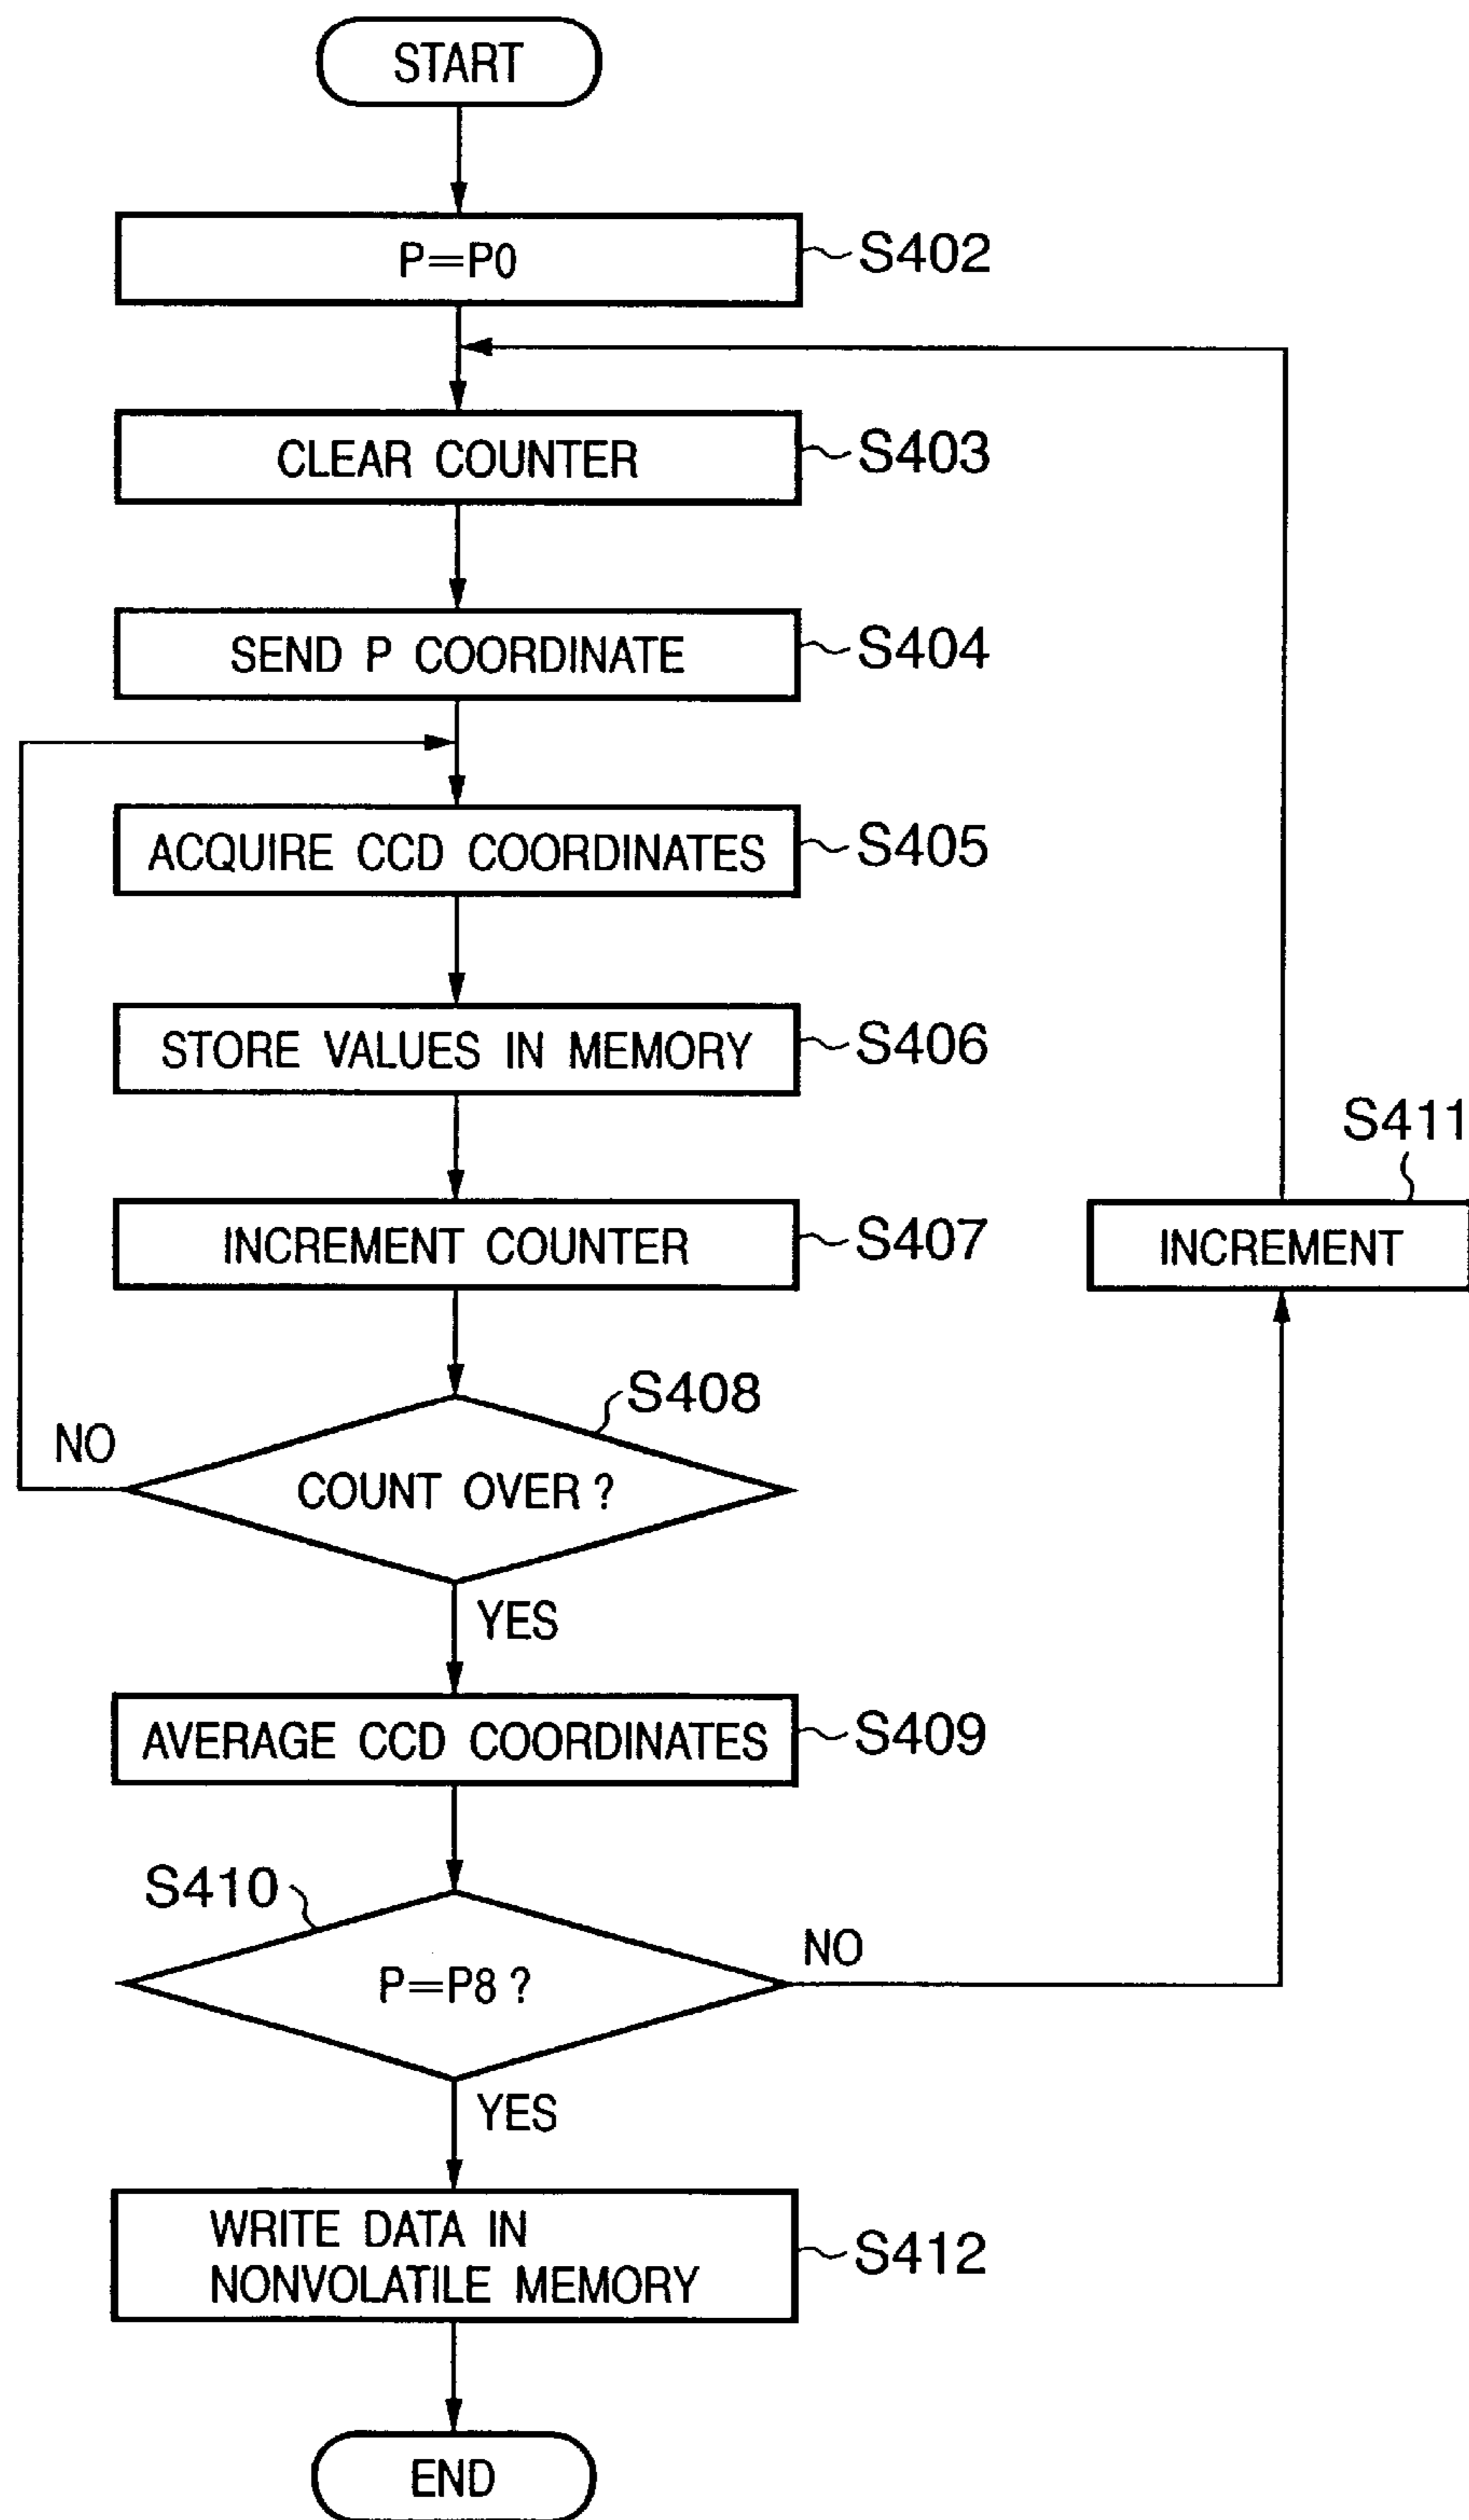 START
P=P0
S402
CLEAR COUNTER
S403
SEND P COORDINATE
S404
ACQUIRE CCD COORDINATES
S405
STORE VALUES IN MEMORY
S406
S411
INCREMENT COUNTER
S407
INCREMENT
S408
NO
COUNT OVER?
YES
AVERAGE CCD COORDINATES
S409
S410
NO
P=P8?
YES
WRITE DATA IN
NONVOLATILE MEMORY
S412
END